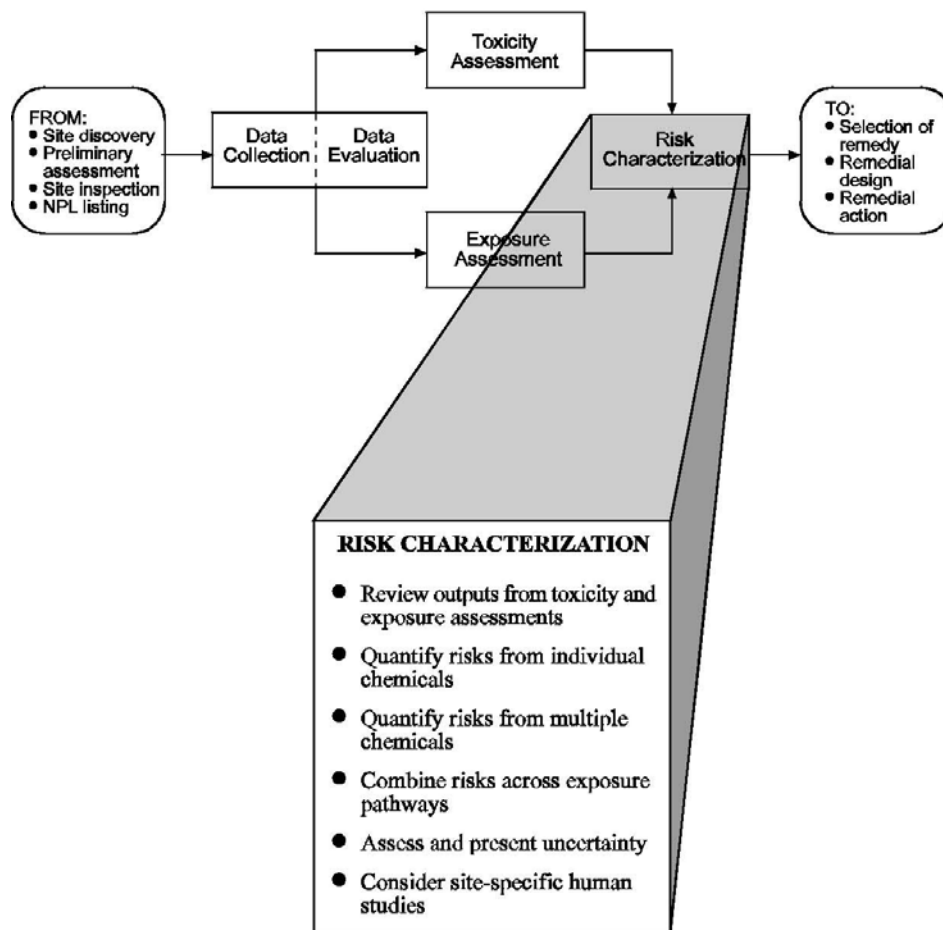 Toxicity
Assessment
FROM:
● Site discovery
● Preliminary
assessment
● Site inspection
● NPL listing
Data
Collection
Data
Evaluation
Risk
Characterization
TO:
● Selection of
remedy
● Remedial
design
● Remedial
action
Exposure
Assessment
RISK CHARACTERIZATION
● Review outputs from toxicity and
exposure assessments
● Quantify risks from individual
chemicals
● Quantify risks from multiple
chemicals
● Combine risks across exposure
pathways
● Assess and present uncertainty
● Consider site-specific human
studies